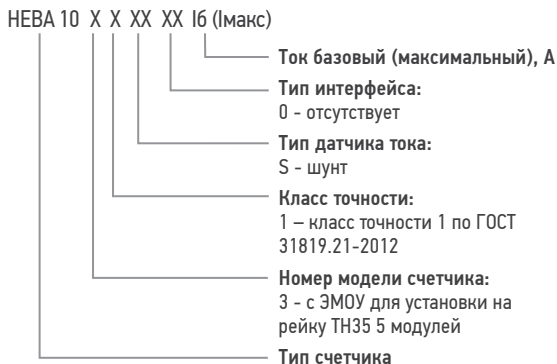 НЕВА 10 X X XX XX Iб (Iмакс)
Ток базовый (максимальный), А
Тип интерфейса:
0 - отсутствует
Тип датчика тока:
S - шунт
Класс точности:
1 – класс точности 1 по ГОСТ
31819.21-2012
Номер модели счетчика:
3 - с ЭМОУ для установки на
рейку ТН35 5 модулей
Тип счетчика